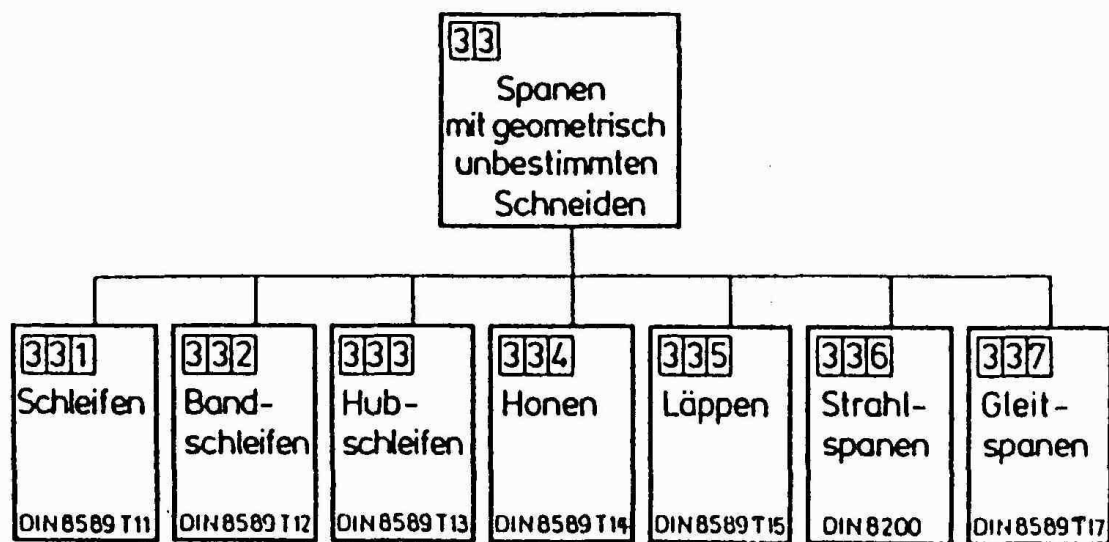 33
Spanen
mit geometrisch
unbestimmten
Schneiden
331
Schleifen
DIN 8589 T11
332
Band-
schleifen
DIN 8589 T12
333
Hub-
schleifen
DIN 8589 T13
334
Honen
DIN 8589 T14
335
Läppen
DIN 8589 T15
336
Strahl-
spanen
DIN 8200
337
Gleit-
spanen
DIN 8589 T17